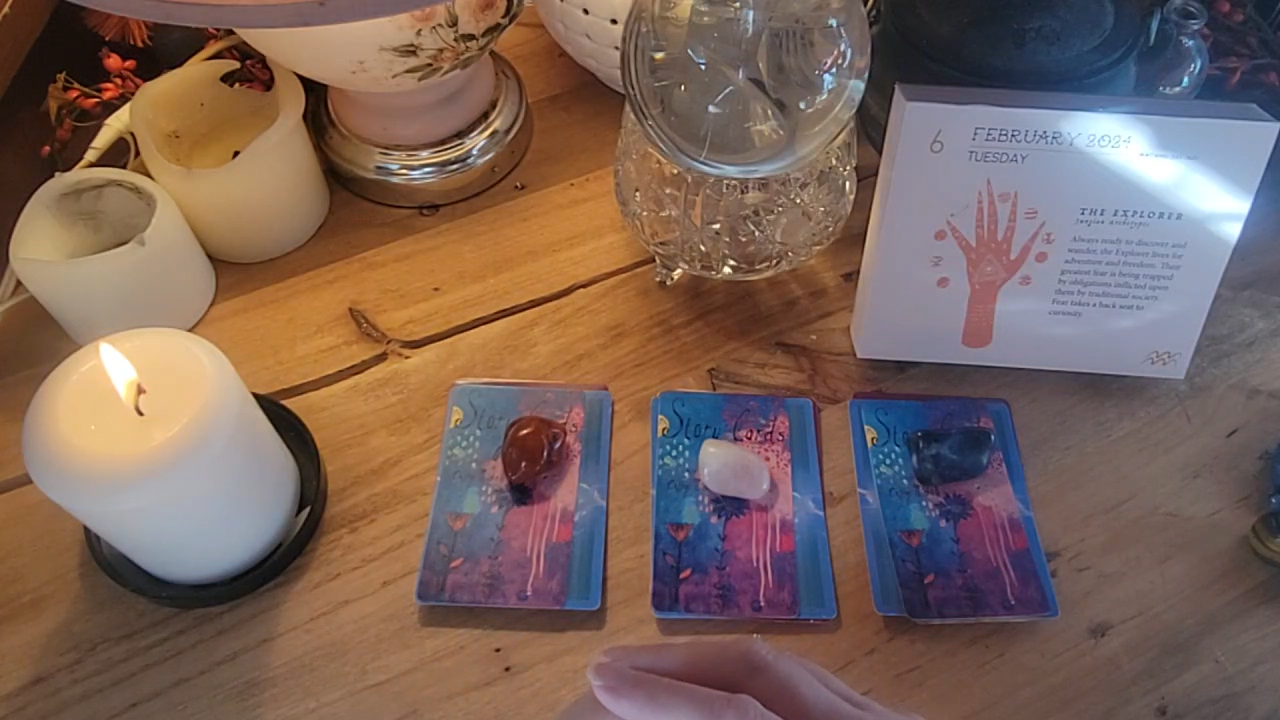 6
FEBRUARY 2024
TUESDAY
THE EXPLORER
jungian archetypes
Always ready to discover and
wander, the Explorer lives for
adventure and freedom. Their
greatest fear is being trapped
by obligations inflicted upon
them by traditional society.
Fear takes a back seat to
curiosity.
Story Cards
Story Cards
Story Cards